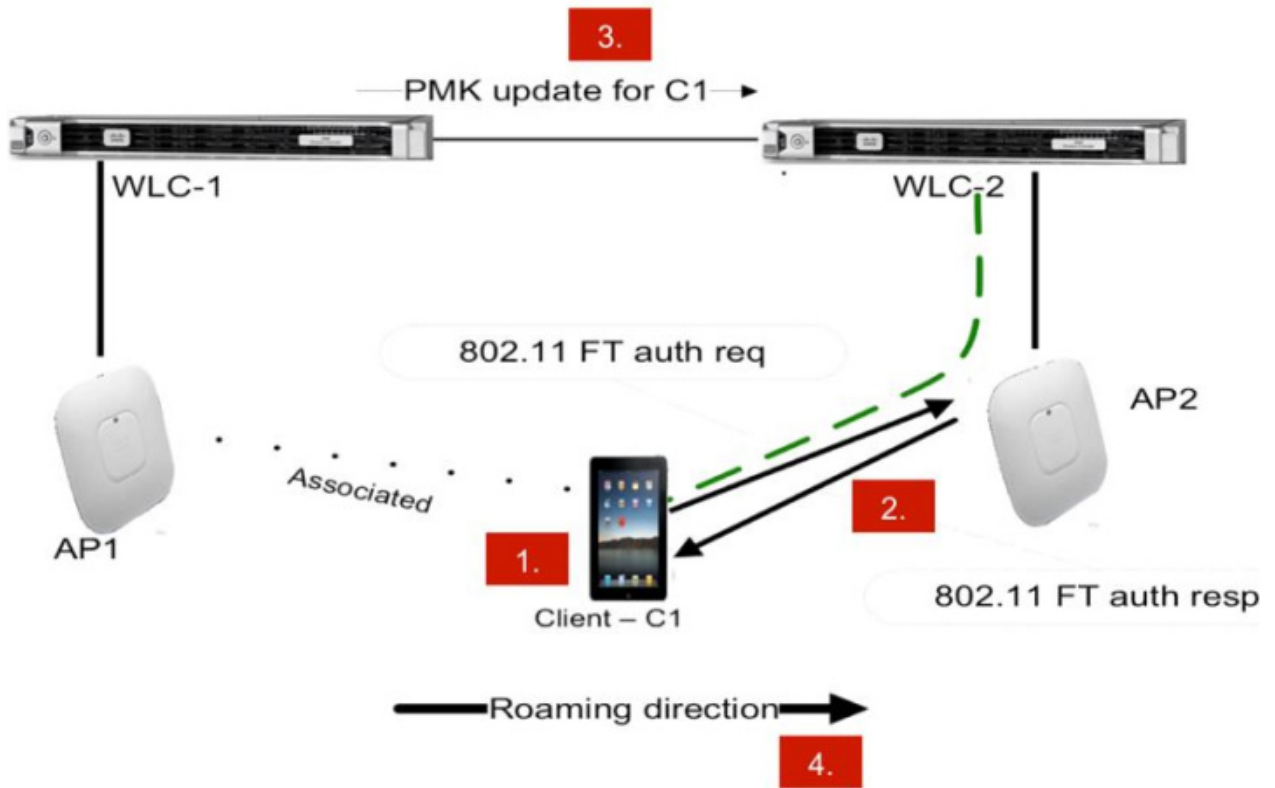 3.
PMK update for C1
WLC-1
WLC-2
802.11 FT auth req
AP2
Associated
2.
AP1
1.
802.11 FT auth resp
Client – C1
Roaming direction
4.